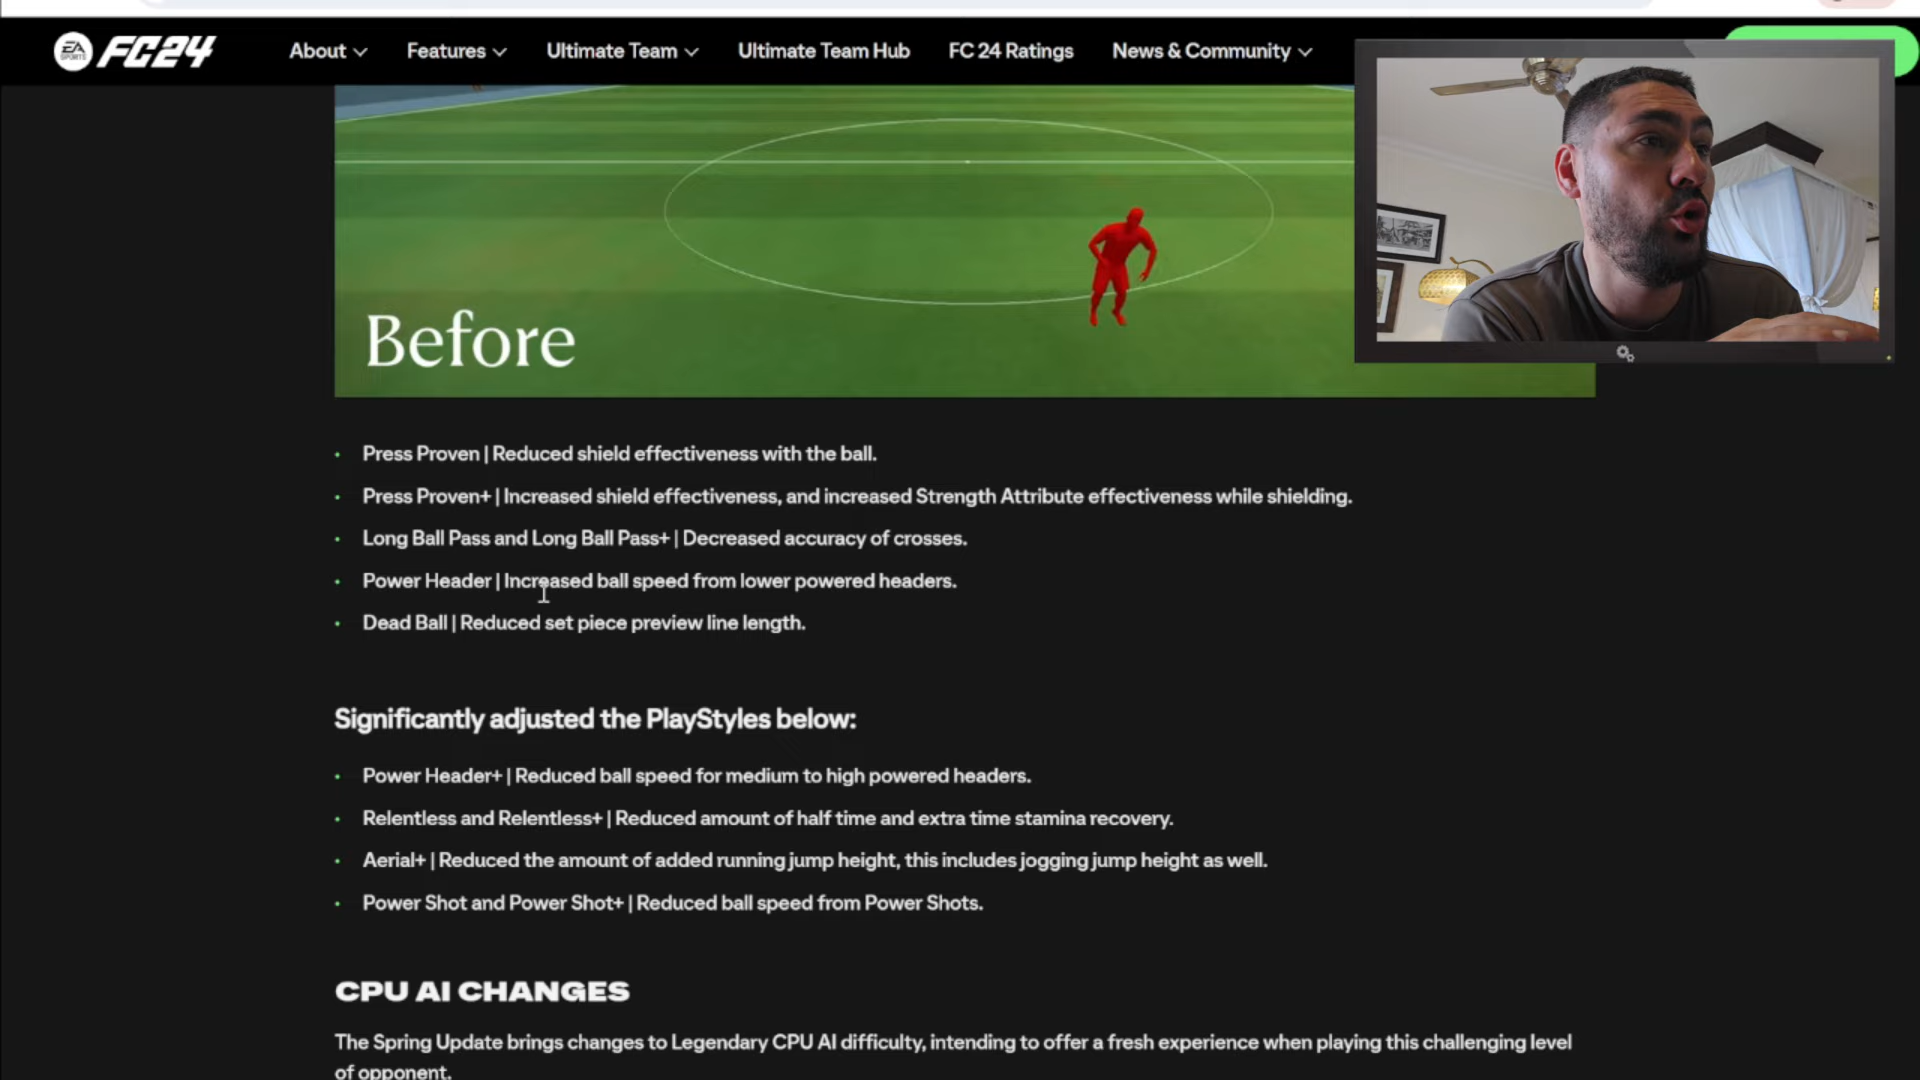 EA SPORTS FC24
About
Features
Ultimate Team
Ultimate Team Hub
FC 24 Ratings
News & Community
Before
• Press Proven | Reduced shield effectiveness with the ball.
• Press Proven+ | Increased shield effectiveness, and increased Strength Attribute effectiveness while shielding.
• Long Ball Pass and Long Ball Pass+ | Decreased accuracy of crosses.
• Power Header | Increased ball speed from lower powered headers.
• Dead Ball | Reduced set piece preview line length.
Significantly adjusted the PlayStyles below:
• Power Header+ | Reduced ball speed for medium to high powered headers.
• Relentless and Relentless+ | Reduced amount of half time and extra time stamina recovery.
• Aerial+ | Reduced the amount of added running jump height, this includes jogging jump height as well.
• Power Shot and Power Shot+ | Reduced ball speed from Power Shots.
CPU AI CHANGES
The Spring Update brings changes to Legendary CPU AI difficulty, intending to offer a fresh experience when playing this challenging level
of opponent.